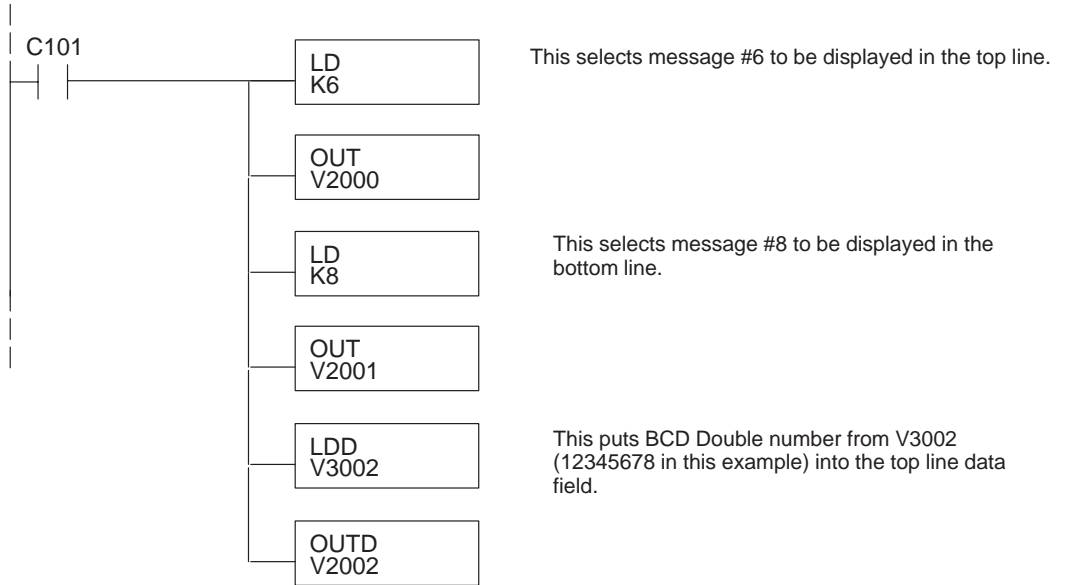 C101
LD
K6
This selects message #6 to be displayed in the top line.
OUT
V2000
LD
K8
This selects message #8 to be displayed in the
bottom line.
OUT
V2001
LDD
V3002
This puts BCD Double number from V3002
(12345678 in this example) into the top line data
field.
OUTD
V2002